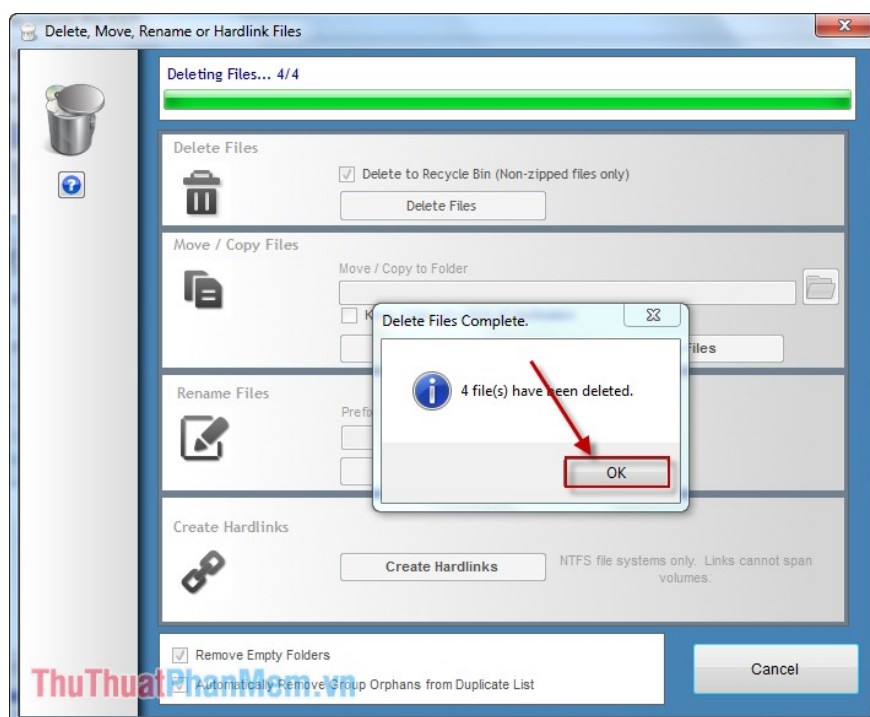 Delete, Move, Rename or Hardlink Files
Deleting Files... 4/4
Delete Files
Delete to Recycle Bin (Non-zipped files only)
Delete Files
Move / Copy Files
Move / Copy to Folder
Delete Files Complete.
4 file(s) have been deleted.
OK
Rename Files
Create Hardlinks
Create Hardlinks
NTFS file systems only. Links cannot span
volumes.
Remove Empty Folders
Automatically Remove Group Orphans from Duplicate List
Cancel
ThuThuatPhanMem.vn